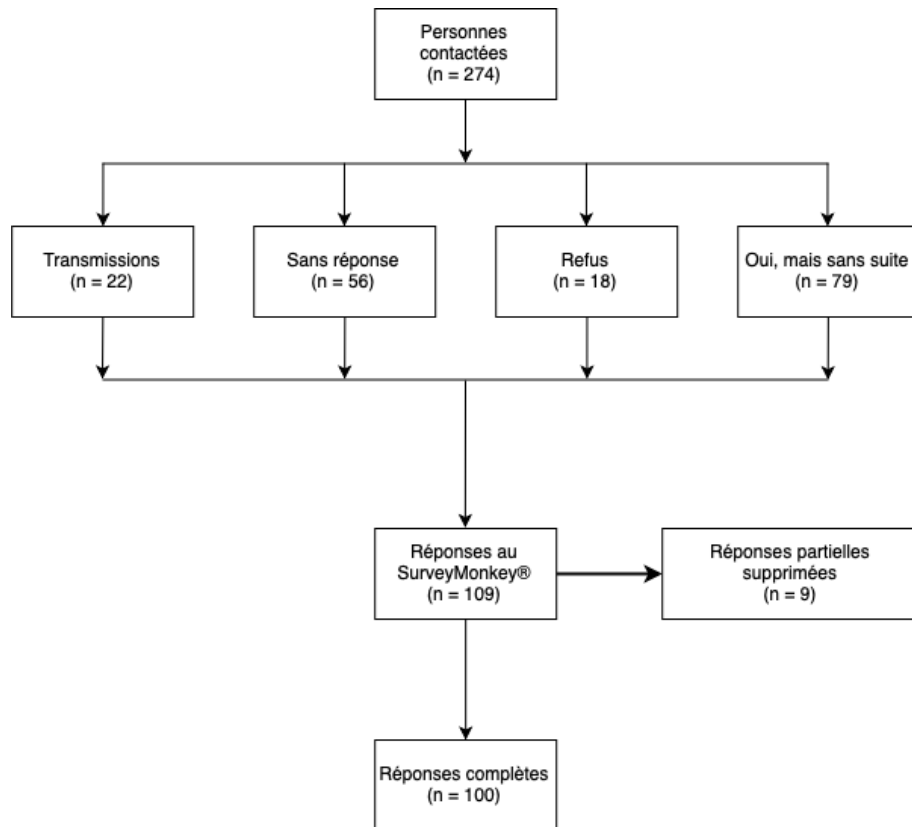 Personnes
contactées
(n = 274)
Transmissions
(n = 22)
Sans réponse
(n = 56)
Refus
(n = 18)
Oui, mais sans suite
(n = 79)
Réponses au
SurveyMonkey®
(n = 109)
Réponses partielles
supprimées
(n = 9)
Réponses complètes
(n = 100)